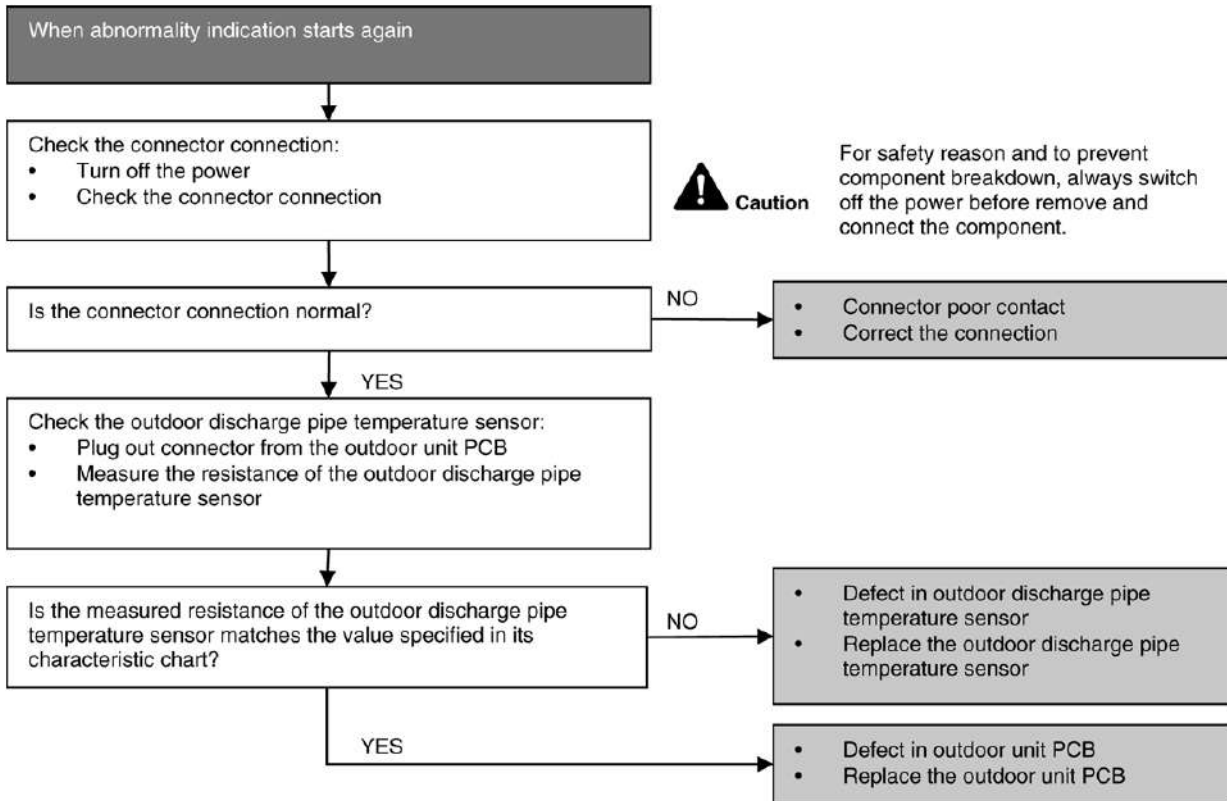 When abnormality indication starts again
Check the connector connection:
• Turn off the power
• Check the connector connection
Caution
For safety reason and to prevent
component breakdown, always switch
off the power before remove and
connect the component.
Is the connector connection normal?
NO
• Connector poor contact
• Correct the connection
YES
Check the outdoor discharge pipe temperature sensor:
• Plug out connector from the outdoor unit PCB
• Measure the resistance of the outdoor discharge pipe
temperature sensor
Is the measured resistance of the outdoor discharge pipe
temperature sensor matches the value specified in its
characteristic chart?
NO
• Defect in outdoor discharge pipe
temperature sensor
• Replace the outdoor discharge pipe
temperature sensor
YES
• Defect in outdoor unit PCB
• Replace the outdoor unit PCB